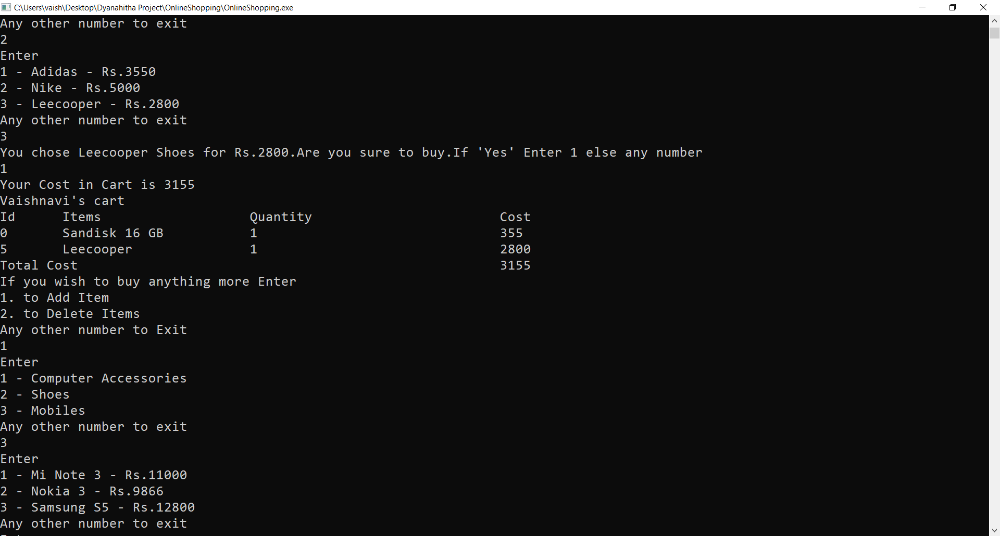 C:\Users\vaish\Desktop\Dyanahitha Project\OnlineShopping\OnlineShopping.exe
Any other number to exit
2
Enter
1 - Adidas - Rs.3550
2 - Nike - Rs.5000
3 - Leecooper - Rs.2800
Any other number to exit
3
You chose Leecooper Shoes for Rs.2800.Are you sure to buy.If 'Yes' Enter 1 else any number
1
Your Cost in Cart is 3155
Vaishnavi's cart
Id Items Quantity Cost
0 Sandisk 16 GB 1 355
5 Leecooper 1 2800
Total Cost 3155
If you wish to buy anything more Enter
1. to Add Item
2. to Delete Items
Any other number to Exit
1
Enter
1 - Computer Accessories
2 - Shoes
3 - Mobiles
Any other number to exit
3
Enter
1 - Mi Note 3 - Rs.11000
2 - Nokia 3 - Rs.9866
3 - Samsung S5 - Rs.12800
Any other number to exit